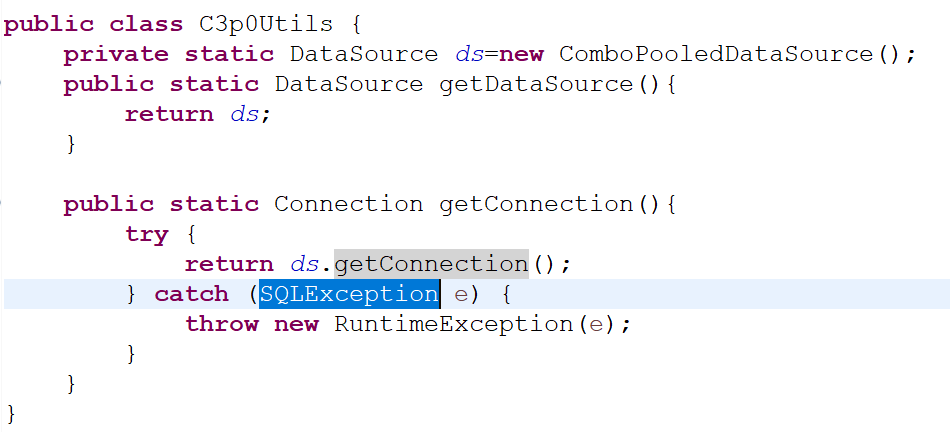 public class C3p0Utils {
    private static DataSource ds=new ComboPooledDataSource();
    public static DataSource getDataSource(){
        return ds;
    }

    public static Connection getConnection(){
        try {
            return ds.getConnection();
        } catch (SQLException e) {
            throw new RuntimeException(e);
        }
    }
}